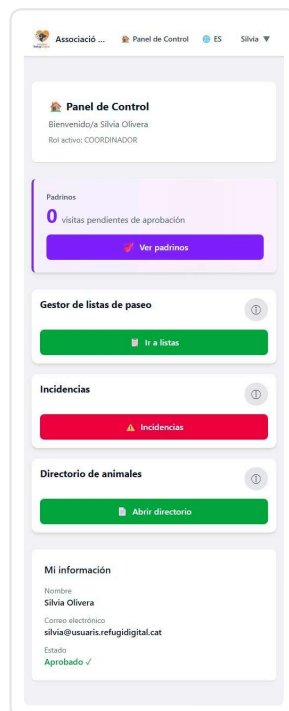 Associació ... Panel de Control ES Silvia ▼
Panel de Control
Bienvenido/a Silvia Olivera
Rol activo: COORDINADOR
Padrinos
0 visitas pendientes de aprobación
Ver padrinos
Gestor de listas de paseo
Ir a listas
Incidencias
Incidencias
Directorio de animales
Abrir directorio
Mi información
Nombre
Silvia Olivera
Correo electrónico
silvia@usuaris.refugidigital.cat
Estado
Aprobado ✓